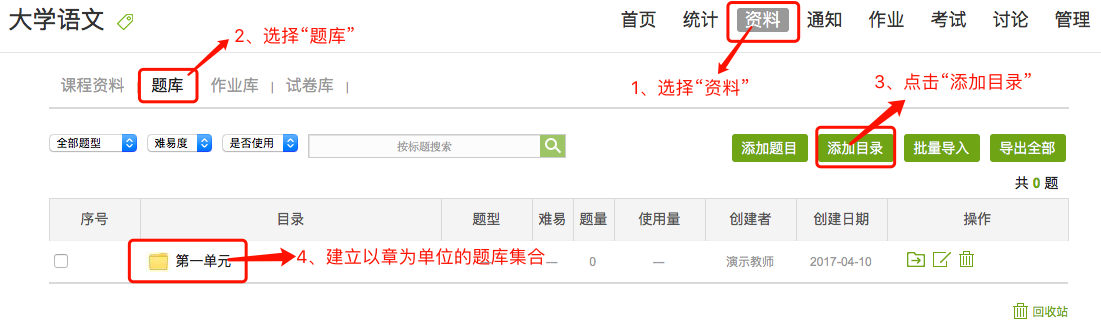 大学语文
首页 统计 资料 通知 作业 考试 讨论 管理
2、选择“题库”
1、选择“资料”
3、点击“添加目录”
课程资料 | 题库 | 作业库 | 试卷库 |
全部题型 难易度 是否使用 按标题搜索 添加题目 添加目录 批量导入 导出全部
共 0 题
序号 目录 题型 难易 题量 使用量 创建者 创建日期 操作
第一单元 4、建立以章为单位的题库集合 — 0 — 演示教师 2017-04-10
回收站